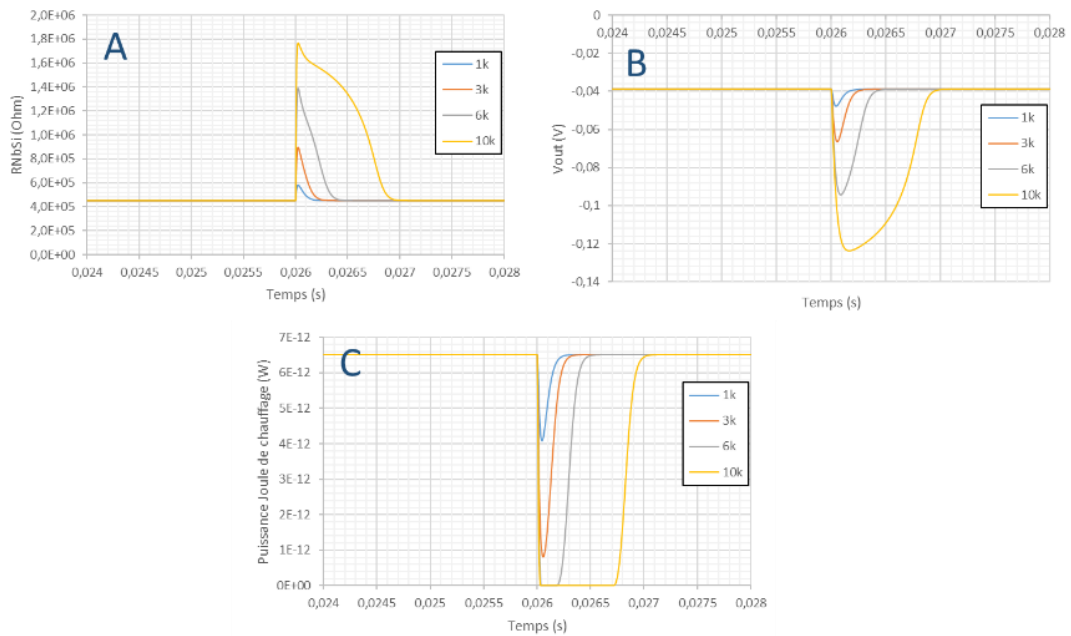 A
RNbSi (Ohm)
2,0E+06
1,8E+06
1,6E+06
1,4E+06
1,2E+06
1,0E+06
8,0E+05
6,0E+05
4,0E+05
2,0E+05
0,0E+00
0,024 0,0245 0,025 0,0255 0,026 0,0265 0,027 0,0275 0,028
Temps (s)
1k
3k
6k
10k
B
Vout (V)
0
-0,02
-0,04
-0,06
-0,08
-0,1
-0,12
-0,14
0,024 0,0245 0,025 0,0255 0,026 0,0265 0,027 0,0275 0,028
Temps (s)
1k
3k
6k
10k
C
Puissance Joule de chauffage (W)
7E-12
6E-12
5E-12
4E-12
3E-12
2E-12
1E-12
0E+00
0,024 0,0245 0,025 0,0255 0,026 0,0265 0,027 0,0275 0,028
Temps (s)
1k
3k
6k
10k